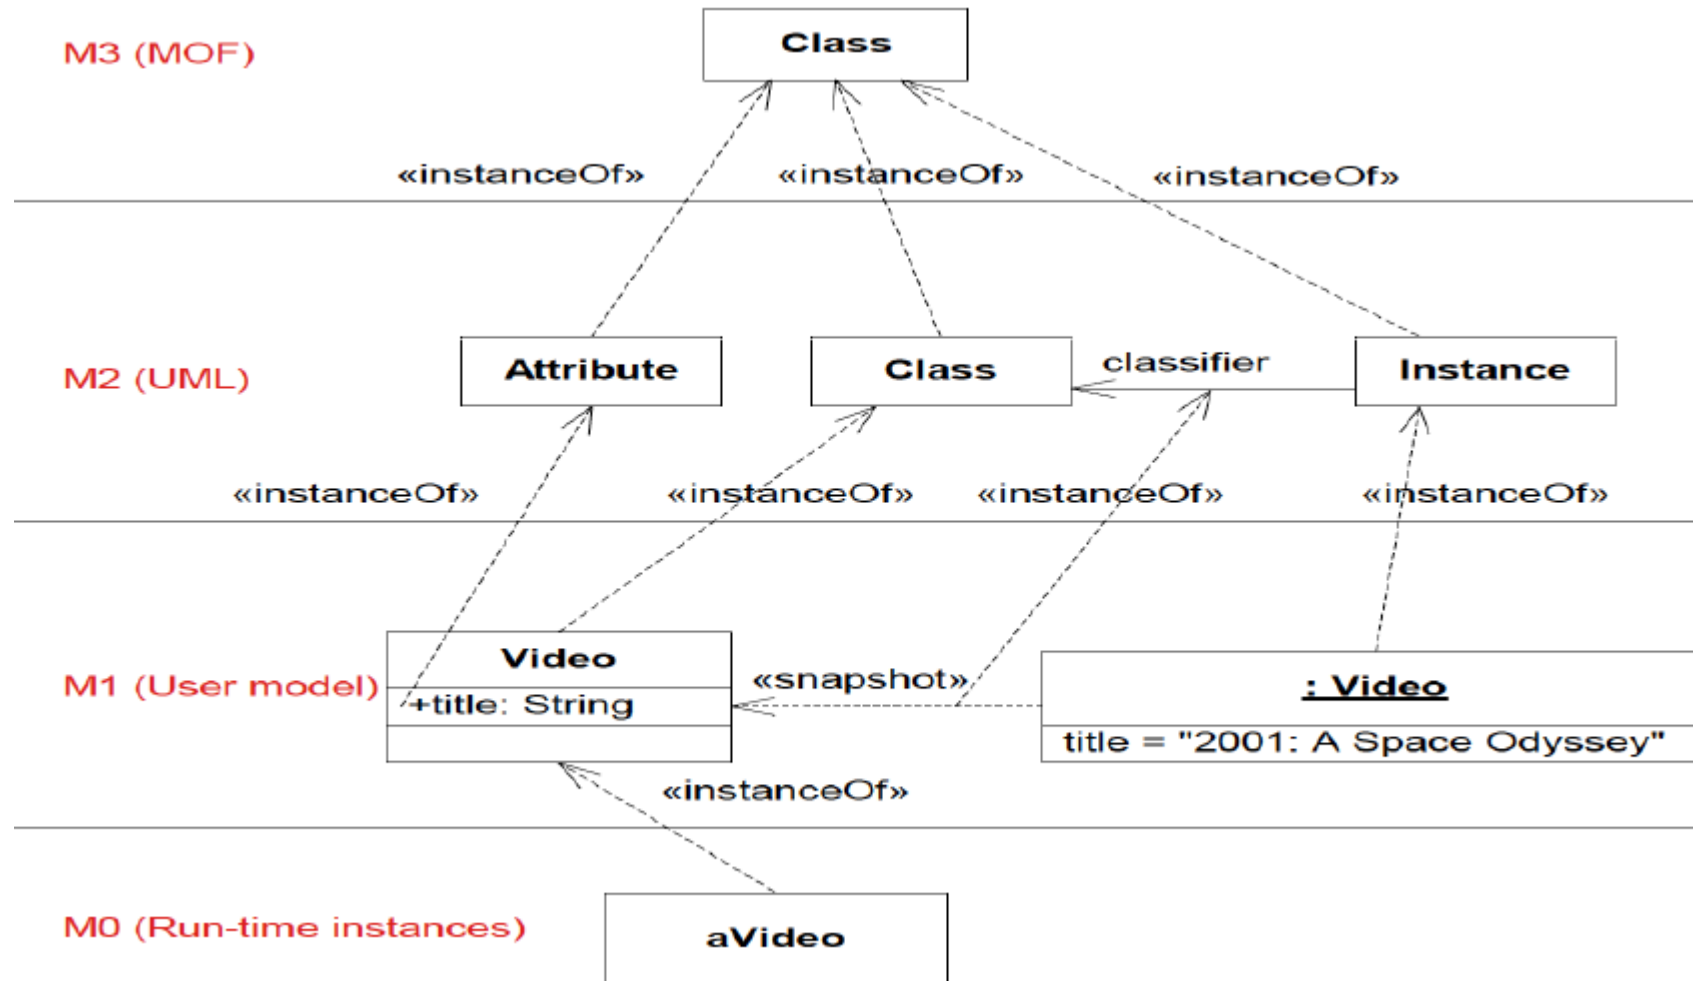 M3 (MOF)
Class
«instanceOf»
«instanceOf»
«instanceOf»
M2 (UML)
Attribute
Class
classifier
Instance
«instanceOf»
«instanceOf»
«instanceOf»
«instanceOf»
M1 (User model)
Video
+title: String
«snapshot»
: Video
title = "2001: A Space Odyssey"
«instanceOf»
M0 (Run-time instances)
aVideo